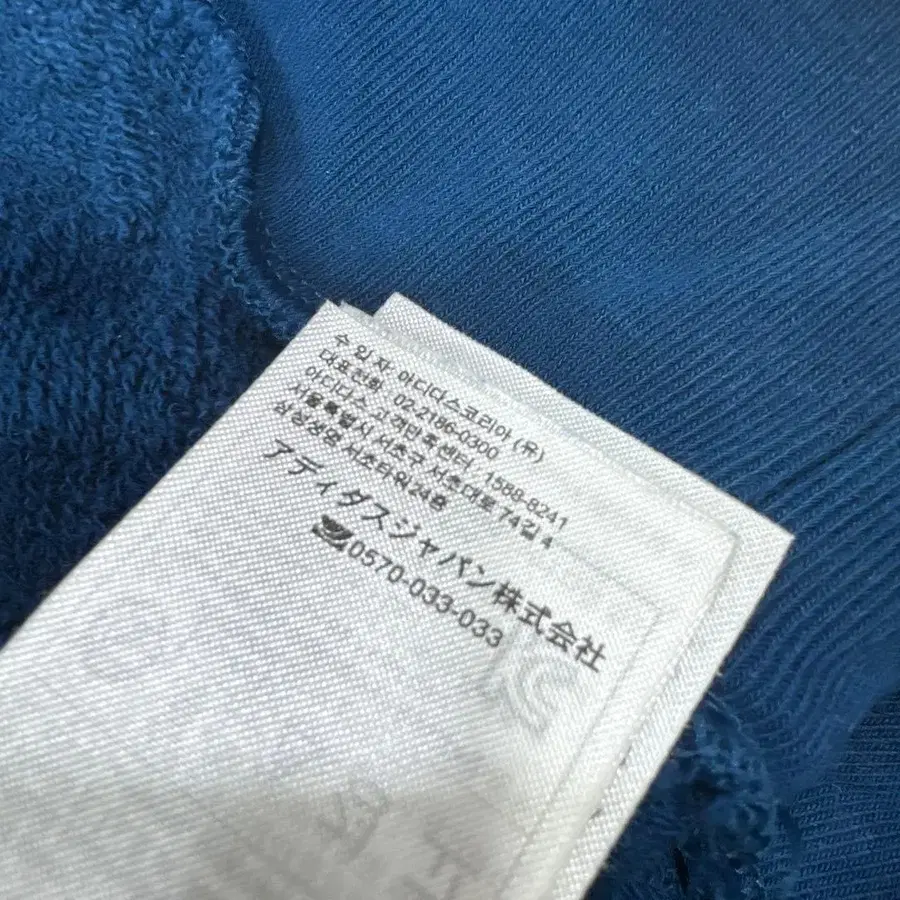 수입자 아디다스코리아 (유)
대표전화 : 02-2186-0300
아디다스 고객만족센터 : 1588-8241
서울특별시 서초구 서초대로 74길 4
삼성생명 서초타워 24층
アディダスジャパン株式会社
0570-033-033